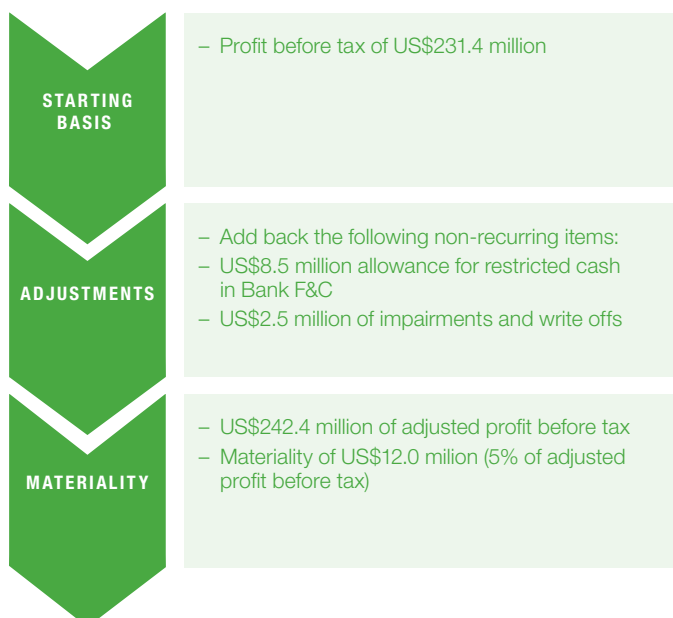 STARTING
BASIS
– Profit before tax of US$231.4 million
ADJUSTMENTS
– Add back the following non-recurring items:
– US$8.5 million allowance for restricted cash
in Bank F&C
– US$2.5 million of impairments and write offs
MATERIALITY
– US$242.4 million of adjusted profit before tax
– Materiality of US$12.0 milion (5% of adjusted
profit before tax)